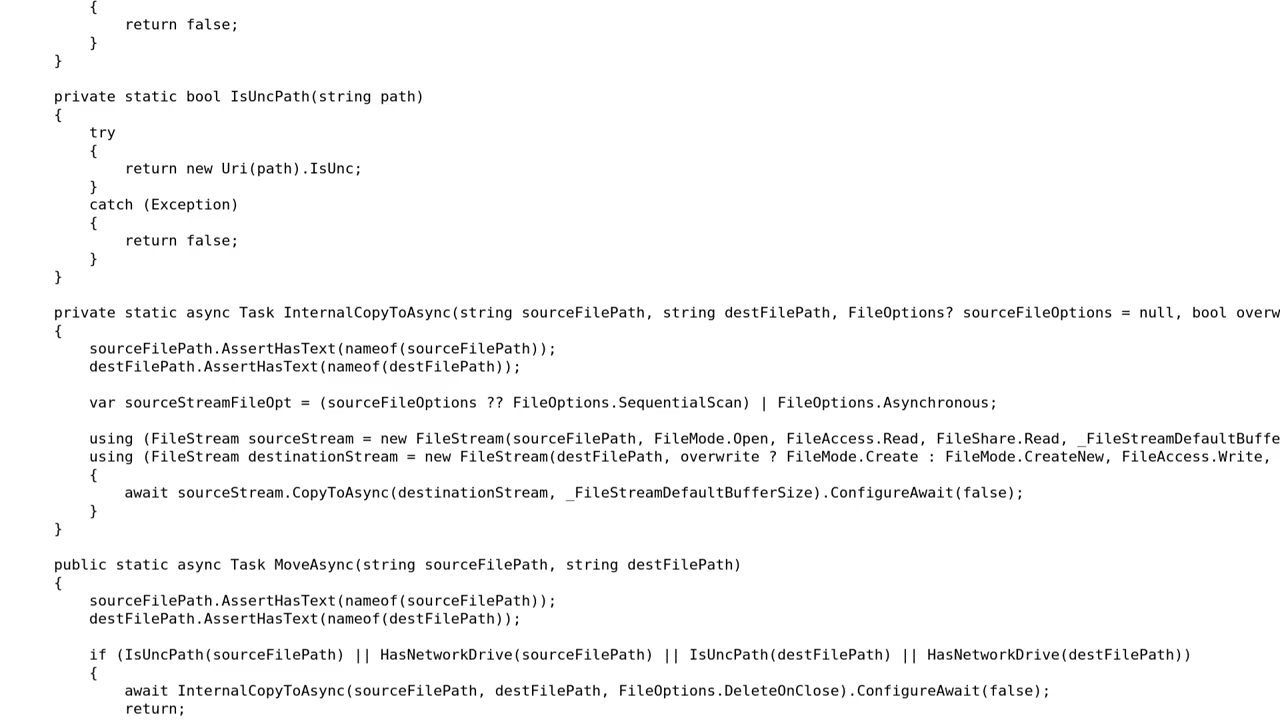 {
return false;
}
}
private static bool IsUncPath(string path)
{
try
{
return new Uri(path).IsUnc;
}
catch (Exception)
{
return false;
}
}
private static async Task InternalCopyToAsync(string sourceFilePath, string destFilePath, FileOptions? sourceFileOptions = null, bool overw
{
sourceFilePath.AssertHasText(nameof(sourceFilePath));
destFilePath.AssertHasText(nameof(destFilePath));
var sourceStreamFileOpt = (sourceFileOptions ?? FileOptions.SequentialScan) | FileOptions.Asynchronous;
using (FileStream sourceStream = new FileStream(sourceFilePath, FileMode.Open, FileAccess.Read, FileShare.Read, _FileStreamDefaultBuffe
using (FileStream destinationStream = new FileStream(destFilePath, overwrite ? FileMode.Create : FileMode.CreateNew, FileAccess.Write,
{
await sourceStream.CopyToAsync(destinationStream, _FileStreamDefaultBufferSize).ConfigureAwait(false);
}
}
public static async Task MoveAsync(string sourceFilePath, string destFilePath)
{
sourceFilePath.AssertHasText(nameof(sourceFilePath));
destFilePath.AssertHasText(nameof(destFilePath));
if (IsUncPath(sourceFilePath) || HasNetworkDrive(sourceFilePath) || IsUncPath(destFilePath) || HasNetworkDrive(destFilePath))
{
await InternalCopyToAsync(sourceFilePath, destFilePath, FileOptions.DeleteOnClose).ConfigureAwait(false);
return;